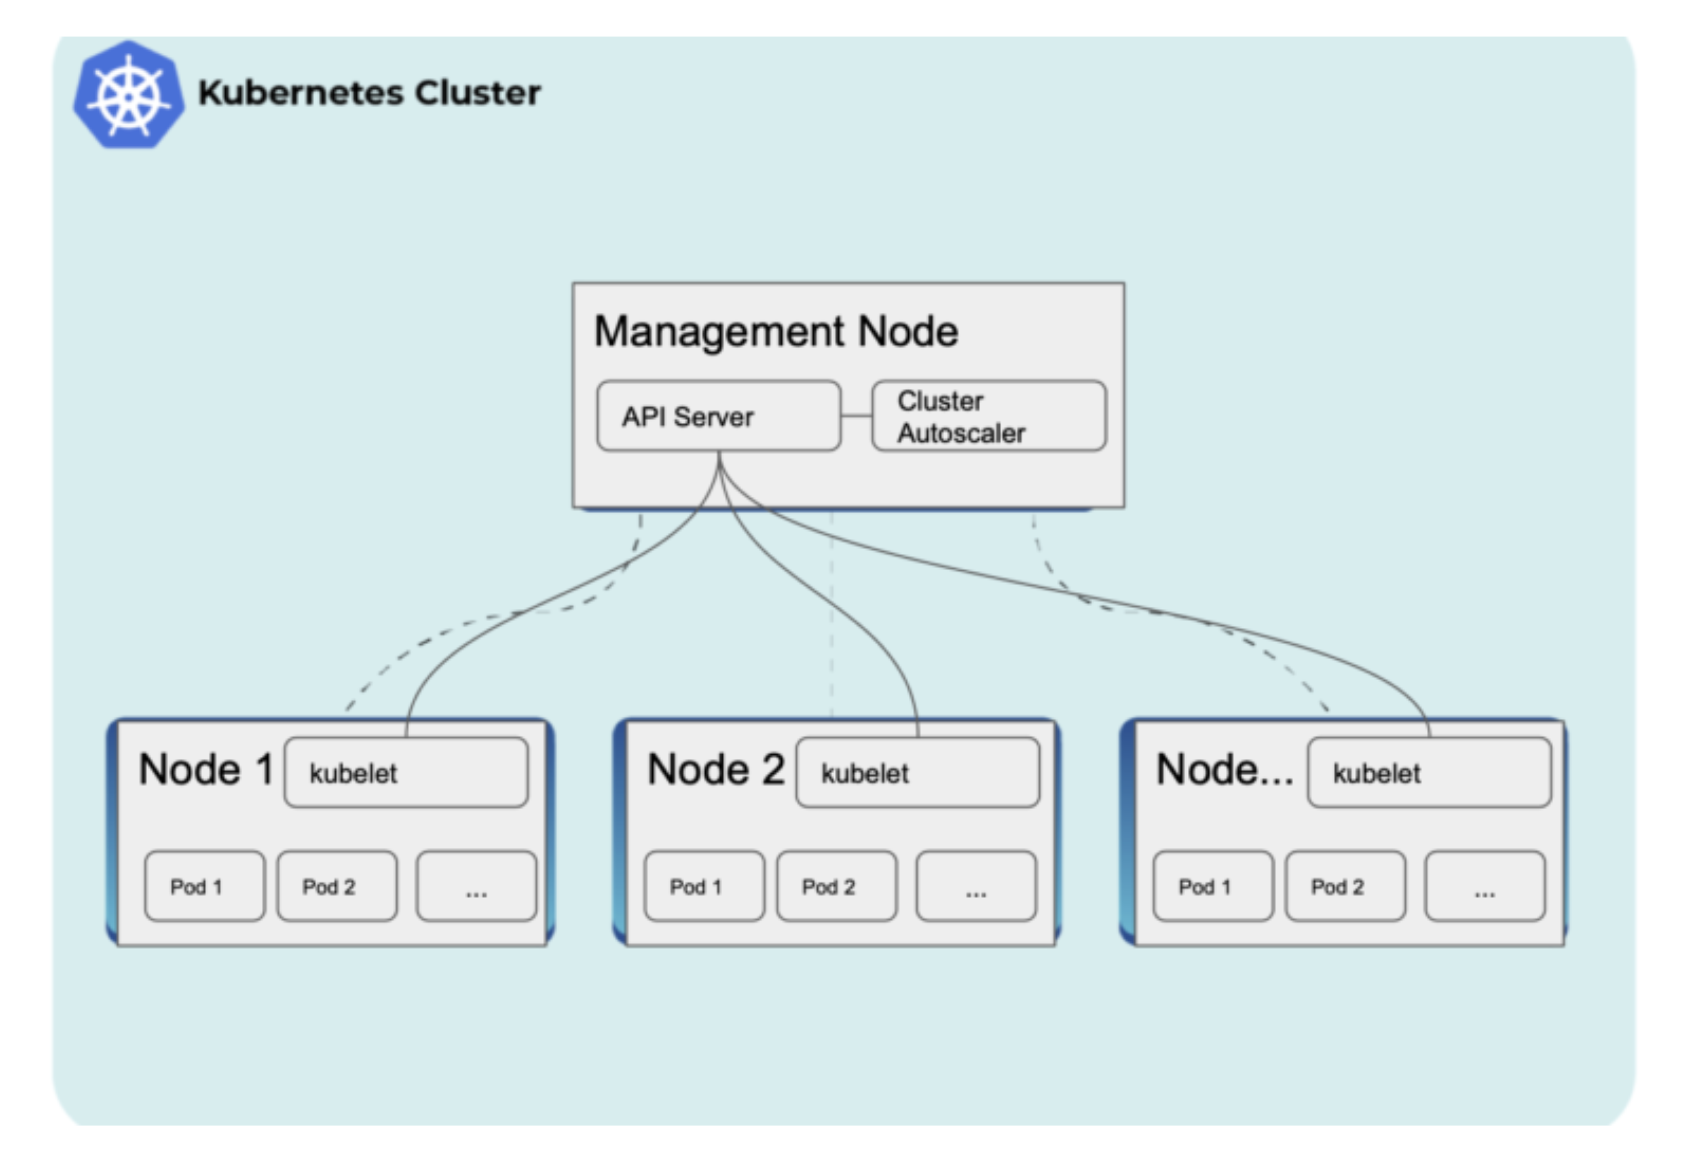 Kubernetes Cluster
Management Node
API Server
Cluster
Autoscaler
Node 1
kubelet
Pod 1
Pod 2
...
Node 2
kubelet
Pod 1
Pod 2
...
Node...
kubelet
Pod 1
Pod 2
...